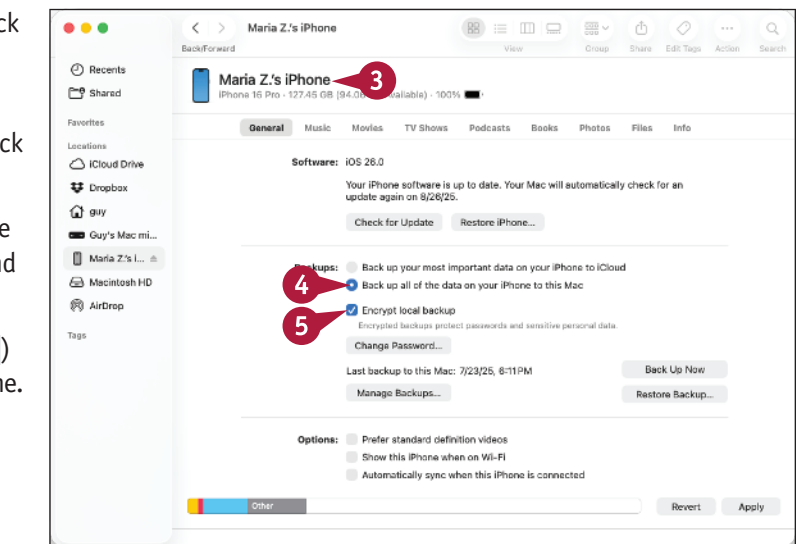 ck
ck
e
nd
)
ne.
Maria Z.'s iPhone
Back/Forward
View
Group
Share
Edit Tags
Action
Search
Recents
Shared
Favorites
Locations
iCloud Drive
Dropbox
guy
Guy's Mac mi...
Maria Z.'s i...
Macintosh HD
AirDrop
Tags
Maria Z.'s iPhone
3
iPhone 16 Pro · 127.45 GB (94.0 available) · 100%
General Music Movies TV Shows Podcasts Books Photos Files Info
Software: iOS 26.0
Your iPhone software is up to date. Your Mac will automatically check for an
update again on 8/26/25.
Check for Update Restore iPhone...
Backups: Back up your most important data on your iPhone to iCloud
4 Back up all of the data on your iPhone to this Mac
5 Encrypt local backup
Encrypted backups protect passwords and sensitive personal data.
Change Password...
Last backup to this Mac: 7/23/25, 6:11 PM Back Up Now
Manage Backups... Restore Backup...
Options: Prefer standard definition videos
Show this iPhone when on Wi-Fi
Automatically sync when this iPhone is connected
Other
Revert Apply